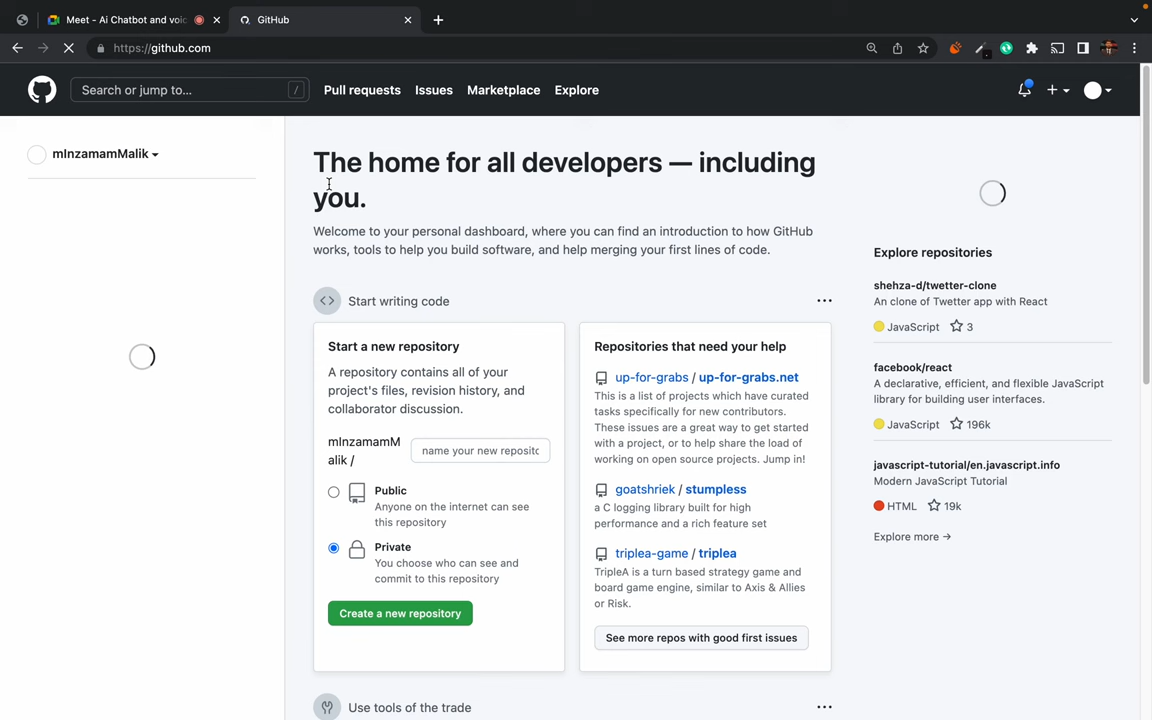 Meet - Ai Chatbot and voic
GitHub
https://github.com
Search or jump to...
/
Pull requests
Issues
Marketplace
Explore
mInzamamMalik
The home for all developers — including
you.
Welcome to your personal dashboard, where you can find an introduction to how GitHub
works, tools to help you build software, and help merging your first lines of code.
Start writing code
Start a new repository
A repository contains all of your
project's files, revision history, and
collaborator discussion.
mInzamamM
alik /
name your new repositc
Public
Anyone on the internet can see
this repository
Private
You choose who can see and
commit to this repository
Create a new repository
Repositories that need your help
up-for-grabs / up-for-grabs.net
This is a list of projects which have curated
tasks specifically for new contributors.
These issues are a great way to get started
with a project, or to help share the load of
working on open source projects. Jump in!
goatshriek / stumpless
a C logging library built for high
performance and a rich feature set
triplea-game / triplea
TripleA is a turn based strategy game and
board game engine, similar to Axis & Allies
or Risk.
See more repos with good first issues
Use tools of the trade
Explore repositories
shehza-d/twetter-clone
An clone of Twetter app with React
JavaScript 3
facebook/react
A declarative, efficient, and flexible JavaScript
library for building user interfaces.
JavaScript 196k
javascript-tutorial/en.javascript.info
Modern JavaScript Tutorial
HTML 19k
Explore more →